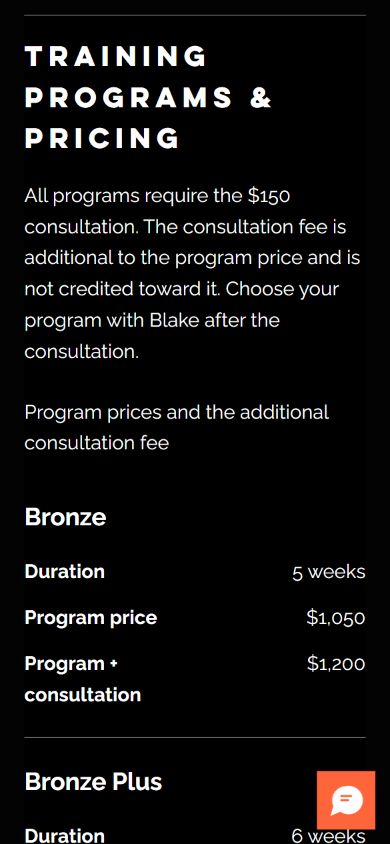 TRAINING
PROGRAMS &
PRICING
All programs require the $150
consultation. The consultation fee is
additional to the program price and is
not credited toward it. Choose your
program with Blake after the
consultation.
Program prices and the additional
consultation fee
Bronze
Duration 5 weeks
Program price $1,050
Program + $1,200
consultation
Bronze Plus
Duration 6 weeks